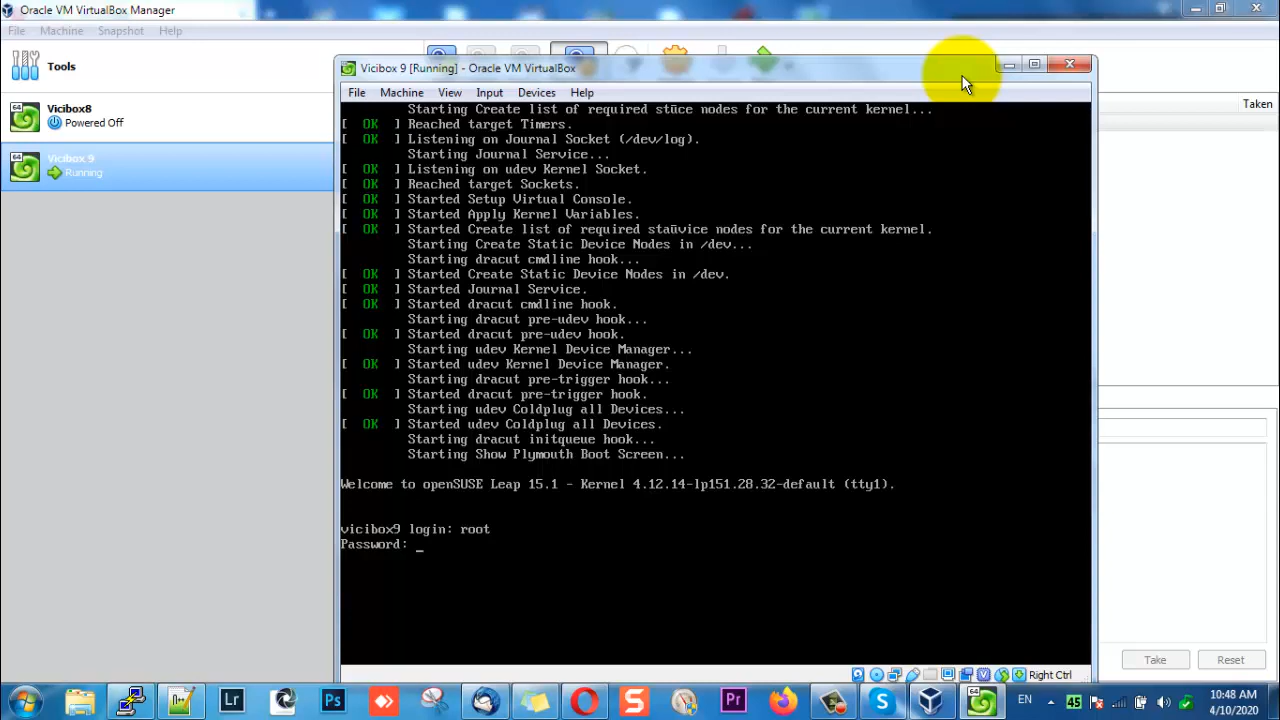 Oracle VM VirtualBox Manager
File Machine Snapshot Help
Tools
Vicibox8
Powered Off
Vicibox 9
Running
Taken
Take
Reset
Vicibox 9 [Running] - Oracle VM VirtualBox
File Machine View Input Devices Help
Starting Create list of required stüce nodes for the current kernel...
[ OK ] Reached target Timers.
[ OK ] Listening on Journal Socket (/dev/log).
Starting Journal Service...
[ OK ] Listening on udev Kernel Socket.
[ OK ] Reached target Sockets.
[ OK ] Started Setup Virtual Console.
[ OK ] Started Apply Kernel Variables.
[ OK ] Started Create list of required staüvice nodes for the current kernel.
Starting Create Static Device Nodes in /dev...
Starting dracut cmdline hook...
[ OK ] Started Create Static Device Nodes in /dev.
[ OK ] Started Journal Service.
[ OK ] Started dracut cmdline hook.
Starting dracut pre-udev hook...
[ OK ] Started dracut pre-udev hook.
Starting udev Kernel Device Manager...
[ OK ] Started udev Kernel Device Manager.
Starting dracut pre-trigger hook...
[ OK ] Started dracut pre-trigger hook.
Starting udev Coldplug all Devices...
[ OK ] Started udev Coldplug all Devices.
Starting dracut initqueue hook...
Starting Show Plymouth Boot Screen...
Welcome to openSUSE Leap 15.1 - Kernel 4.12.14-lp151.28.32-default (tty1).
vicibox9 login: root
Password: _
Right Ctrl
Lr
Ps
S
Pr
64
EN
45
10:48 AM
4/10/2020